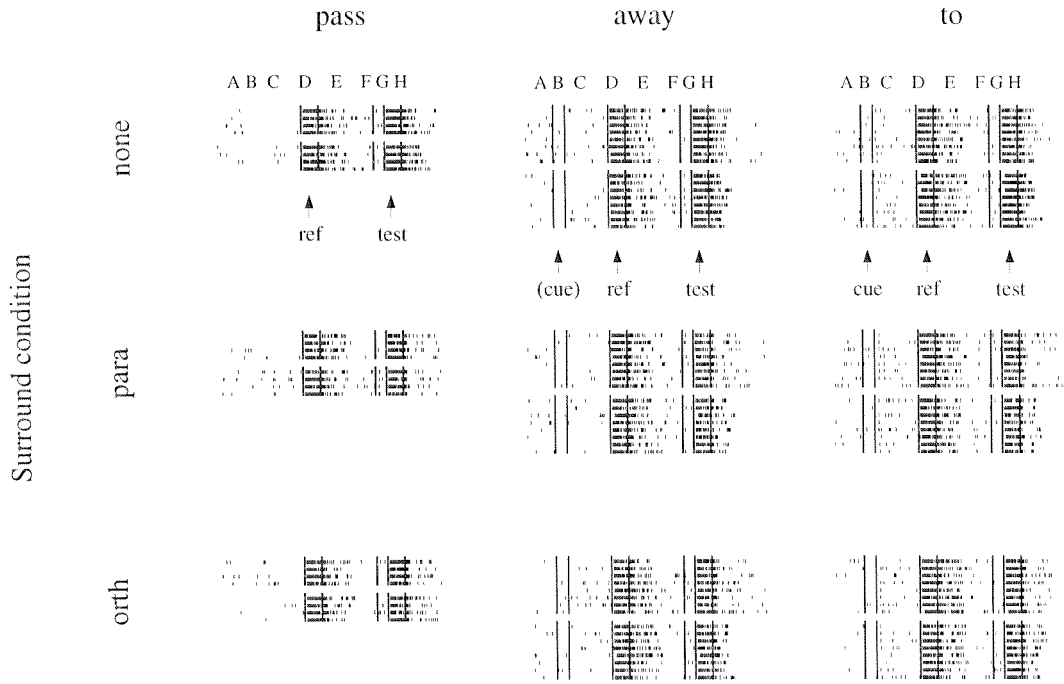 pass away to
A B C D E F G H A B C D E F G H A B C D E F G H
none
ref test
(cue) ref test cue ref test
Surround condition
para
orth